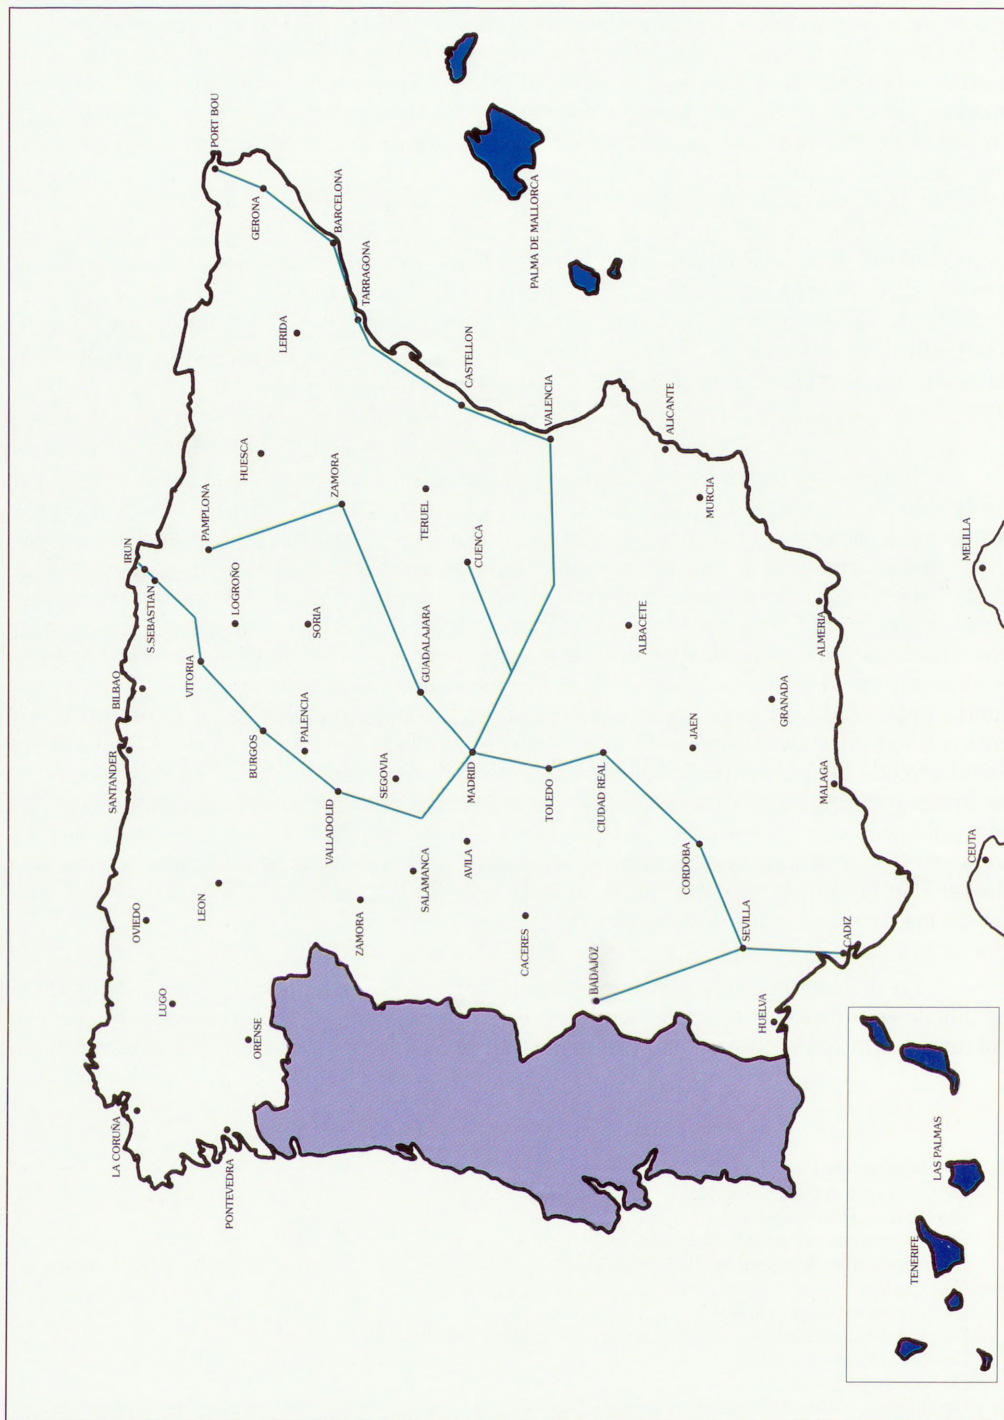 LA CORUÑA
LUGO
OVIEDO
SANTANDER
BILBAO
S.SEBASTIAN
IRUN
PONTEVEDRA
ORENSE
LEON
BURGOS
VITORIA
LOGROÑO
PAMPLONA
HUESCA
GERONA
PORT BOU
ZAMORA
VALLADOLID
PALENCIA
SORIA
LERIDA
BARCELONA
SALAMANCA
SEGOVIA
ZAMORA
TARRAGONA
AVILA
MADRID
GUADALAJARA
TERUEL
CASTELLON
CACERES
TOLEDO
CUENCA
VALENCIA
PALMA DE MALLORCA
BADAJOZ
CIUDAD REAL
ALBACETE
ALICANTE
CORDOBA
JAEN
MURCIA
HUELVA
SEVILLA
GRANADA
CADIZ
MALAGA
ALMERIA
CEUTA
MELILLA
TENERIFE
LAS PALMAS